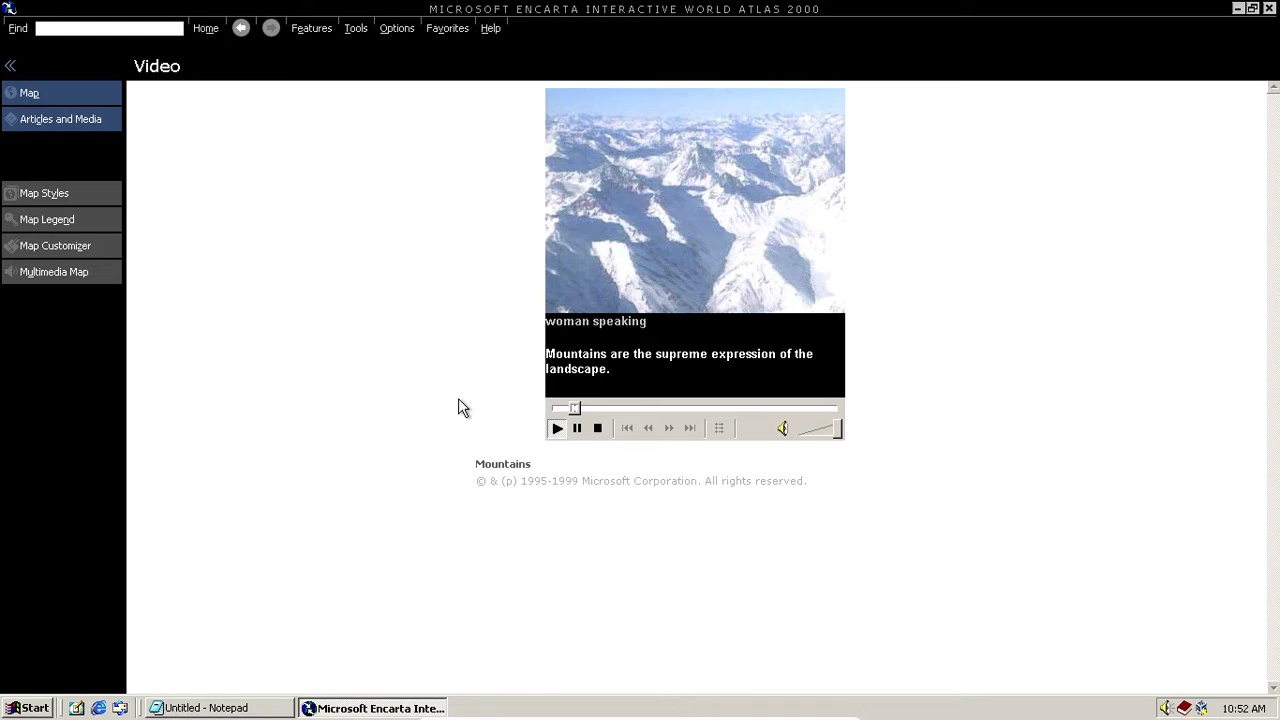 MICROSOFT ENCARTA INTERACTIVE WORLD ATLAS 2000
Find
Home
Features
Tools
Options
Favorites
Help
Video
Map
Articles and Media
Map Styles
Map Legend
Map Customizer
Multimedia Map
woman speaking
Mountains are the supreme expression of the
landscape.
Mountains
© & (p) 1995-1999 Microsoft Corporation. All rights reserved.
Start
Untitled - Notepad
Microsoft Encarta Inte...
10:52 AM